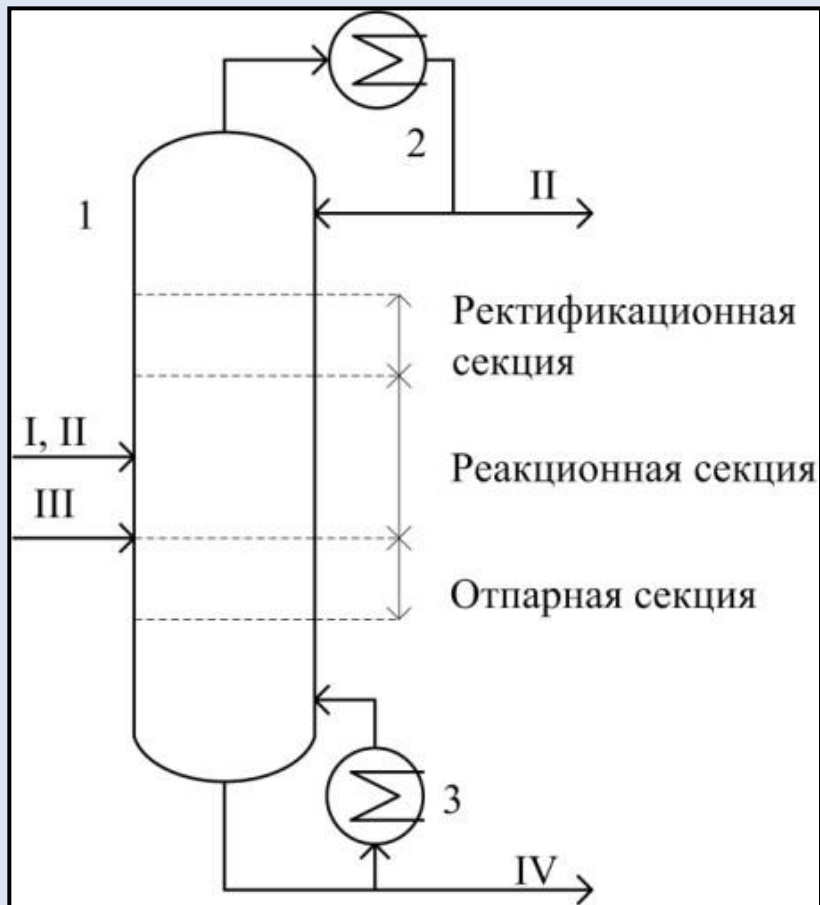 2
1
II
Ректификационная
секция
I, II
Реакционная секция
III
Отпарная секция
3
IV